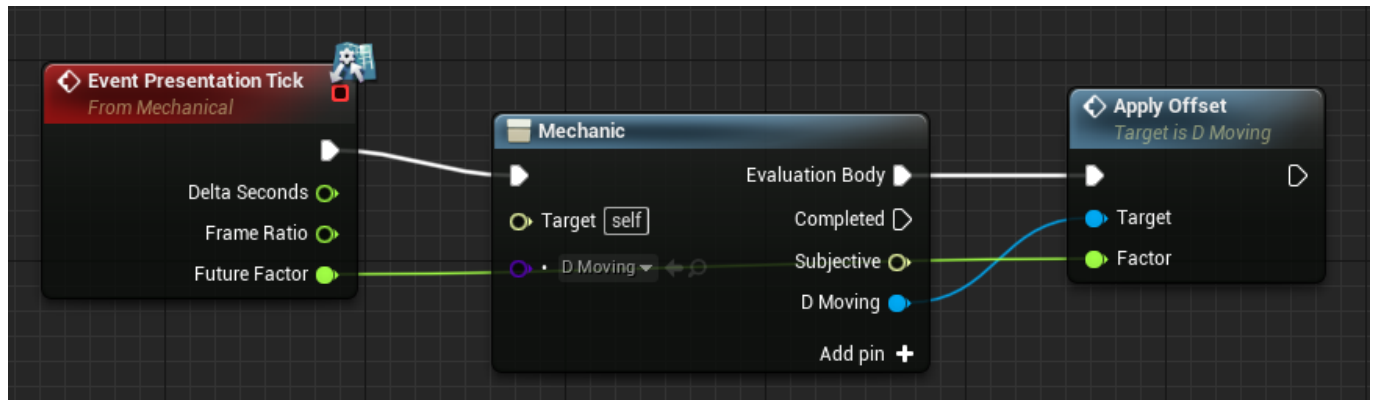 Event Presentation Tick
From Mechanical
Delta Seconds
Frame Ratio
Future Factor
Mechanic
Evaluation Body
Target self
Completed
D Moving
Subjective
D Moving
Add pin
Apply Offset
Target is D Moving
Target
Factor